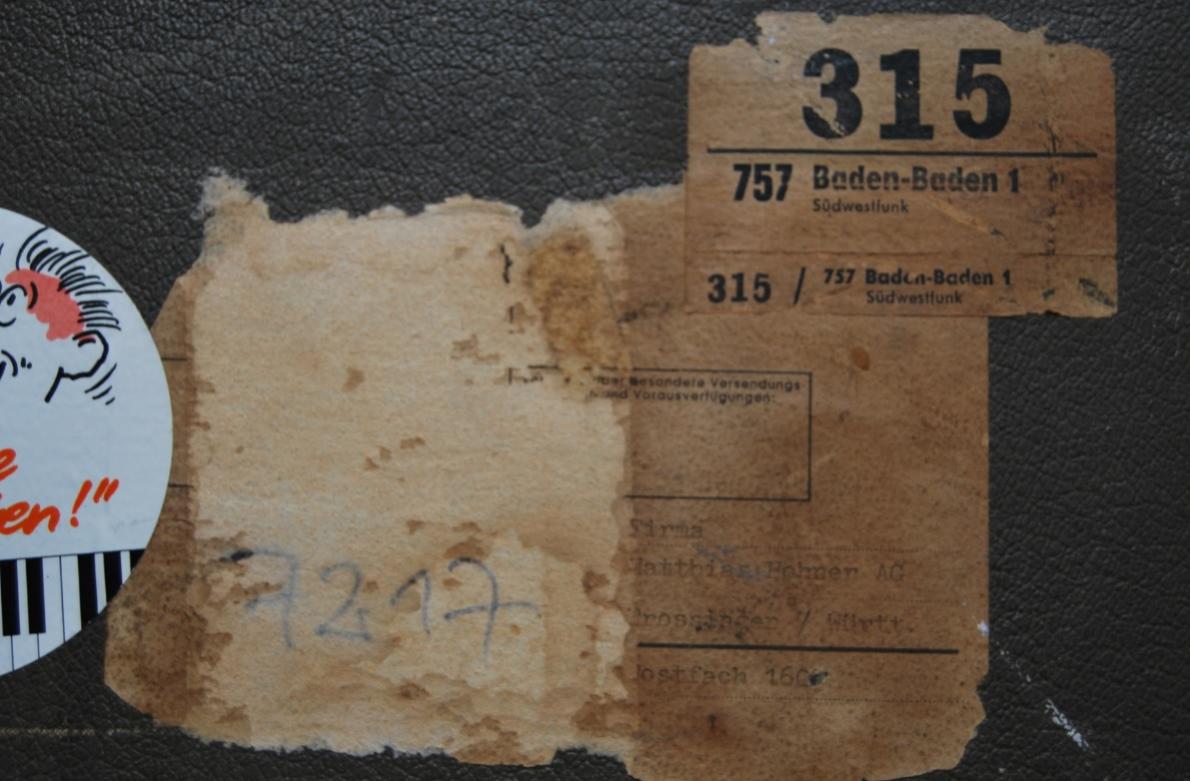 315
757 Baden-Baden 1
Südwestfunk
315 / 757 Baden-Baden 1
Südwestfunk
Besondere Versendungs
und Vorausverfügungen:
Firma
Matthias Hohner AG
Trossingen / Württ.
Postfach 160
7217
e
en!"